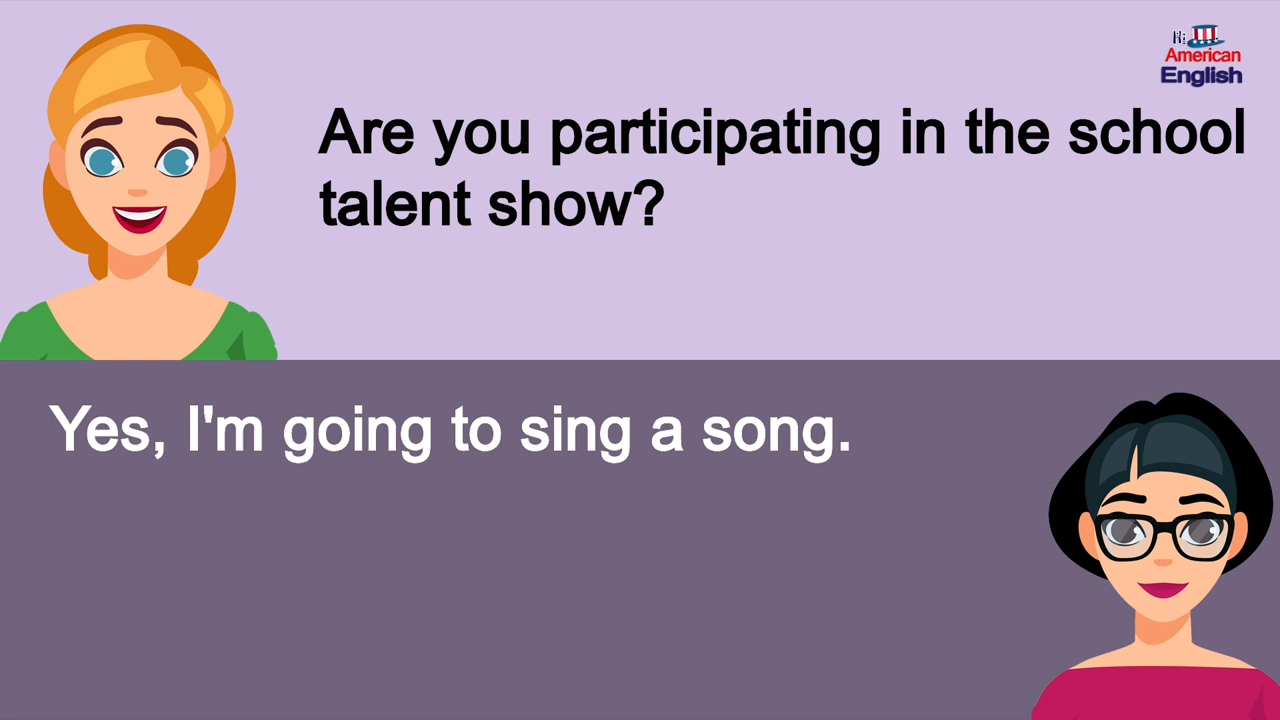 Hi
American
English
Are you participating in the school
talent show?
Yes, I'm going to sing a song.